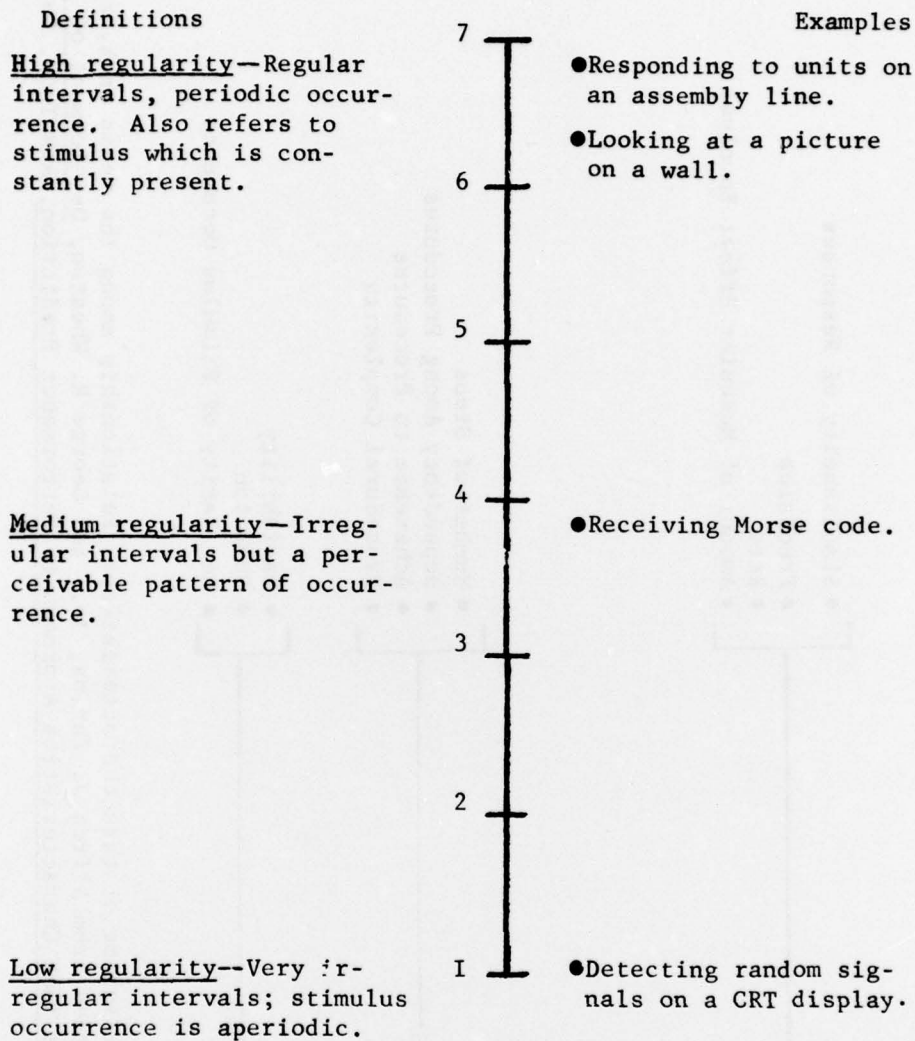 Definitions
High regularity—Regular
intervals, periodic occur-
rence. Also refers to
stimulus which is con-
stantly present.
Medium regularity—Irreg-
ular intervals but a per-
ceivable pattern of occur-
rence.
Low regularity--Very ir-
regular intervals; stimulus
occurrence is aperiodic.
7
6
5
4
3
2
I
Examples
●Responding to units on
an assembly line.
●Looking at a picture
on a wall.
●Receiving Morse code.
●Detecting random sig-
nals on a CRT display.